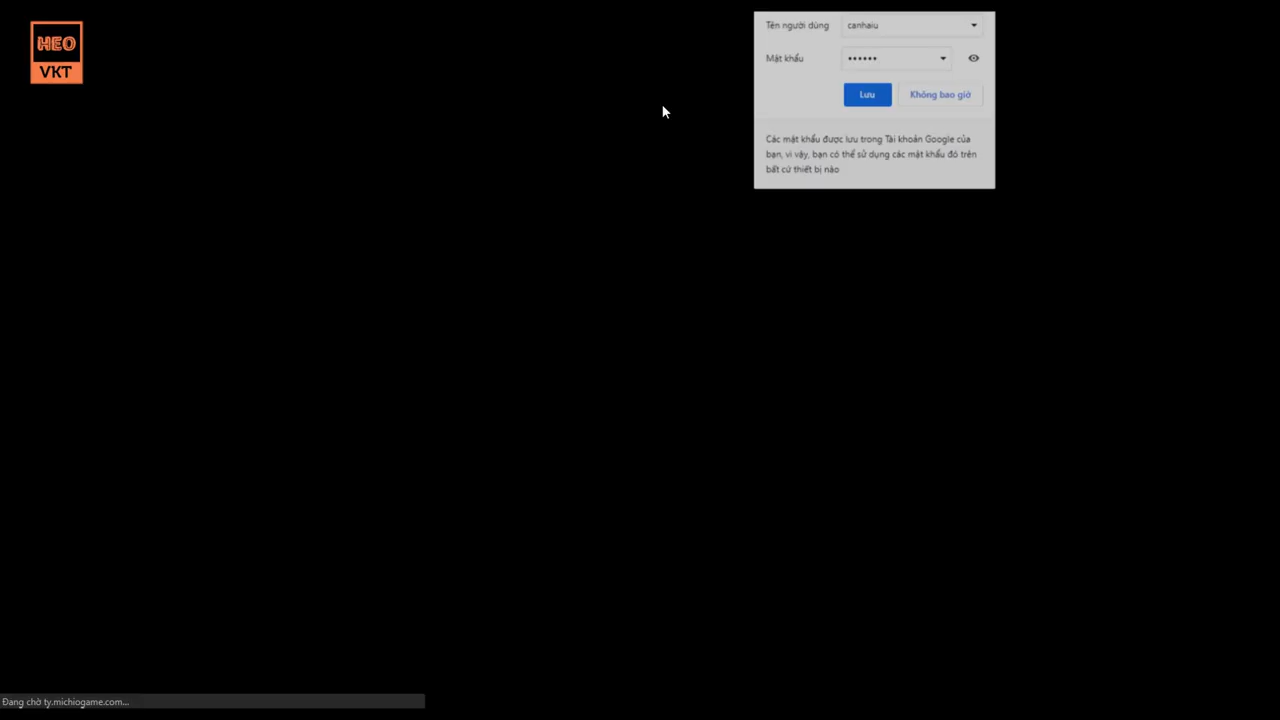 HEO
VKT
Tên người dùng
canhaiu
Mật khẩu
••••••
Lưu
Không bao giờ
Các mật khẩu được lưu trong Tài khoản Google của
bạn, vì vậy, bạn có thể sử dụng các mật khẩu đó trên
bất cứ thiết bị nào
Đang chờ ty.michiogame.com...